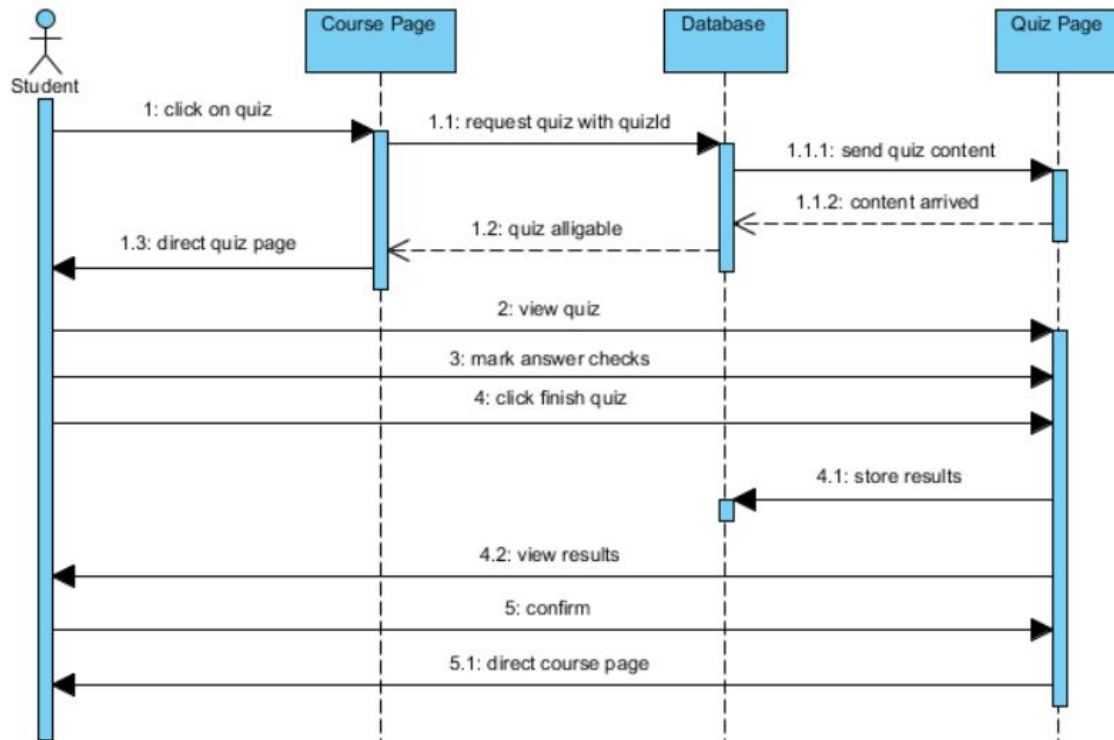 Course Page
Database
Quiz Page
Student
1: click on quiz
1.1: request quiz with quizId
1.1.1: send quiz content
1.1.2: content arrived
1.2: quiz alligable
1.3: direct quiz page
2: view quiz
3: mark answer checks
4: click finish quiz
4.1: store results
4.2: view results
5: confirm
5.1: direct course page